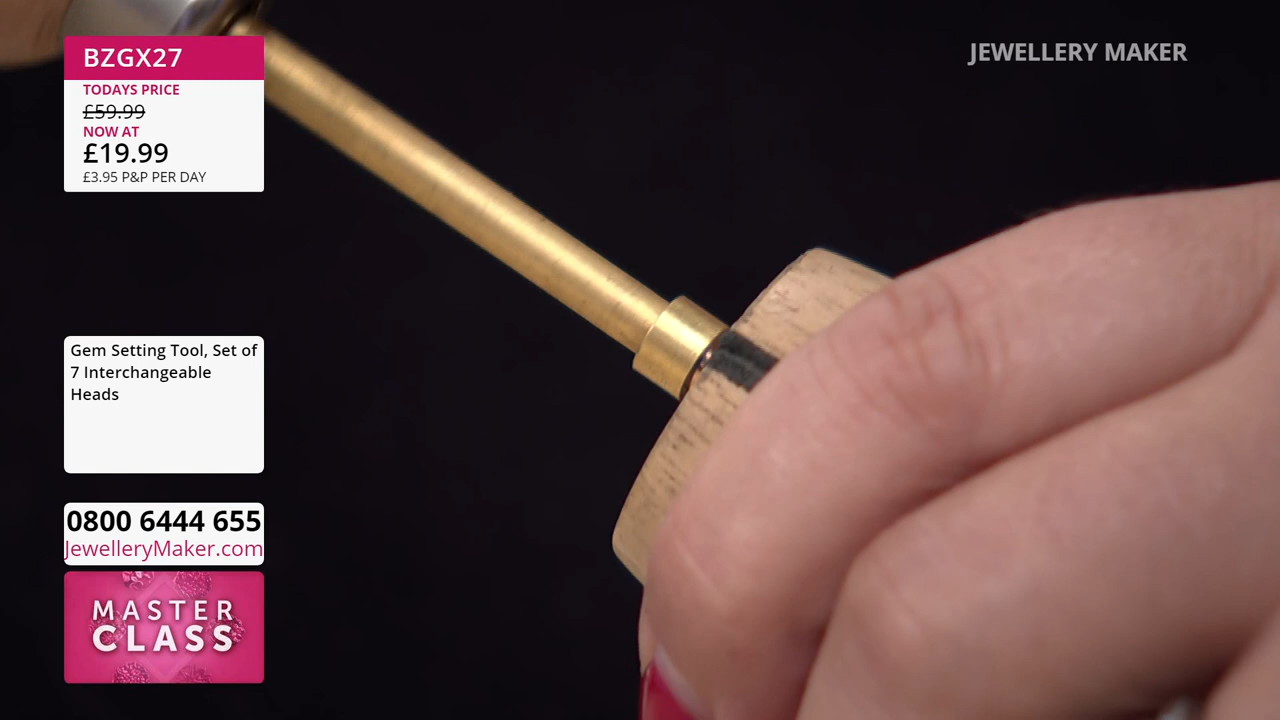 BZGX27
TODAYS PRICE
£59.99
NOW AT
£19.99
£3.95 P&P PER DAY
JEWELLERY MAKER
Gem Setting Tool, Set of
7 Interchangeable
Heads
0800 6444 655
JewelleryMaker.com
MASTER
CLASS